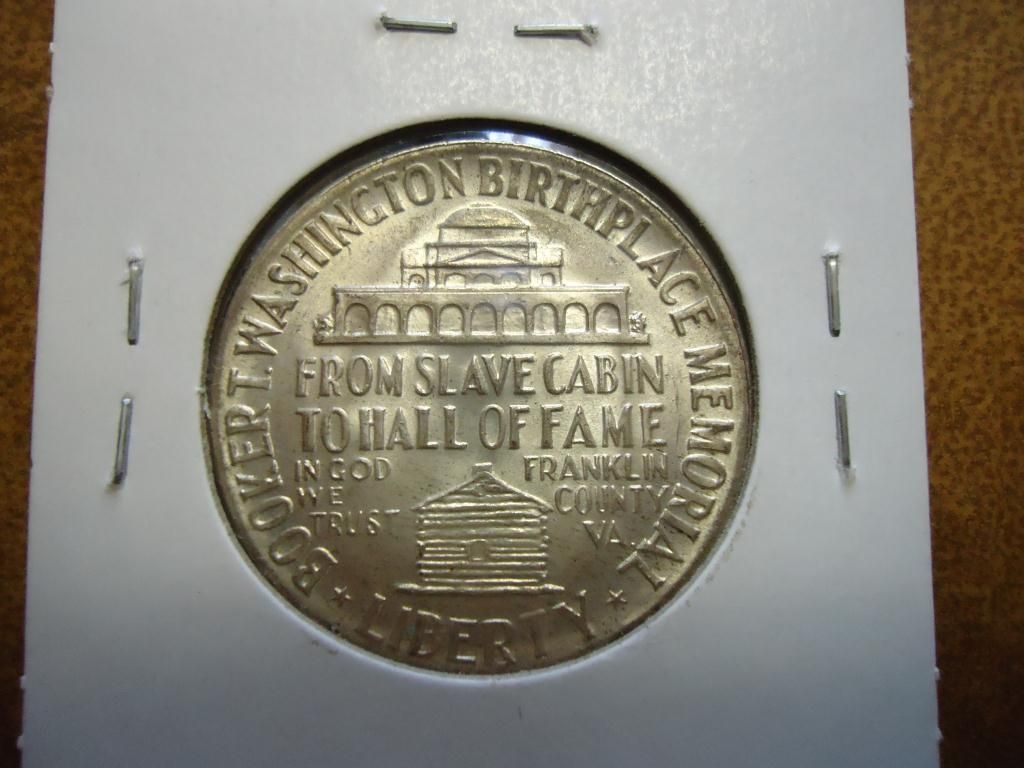 BOOKER T. WASHINGTON BIRTHPLACE MEMORIAL
FROM SLAVE CABIN
TO HALL OF FAME
IN GOD
WE
TRUST
FRANKLIN
COUNTY
VA.
LIBERTY